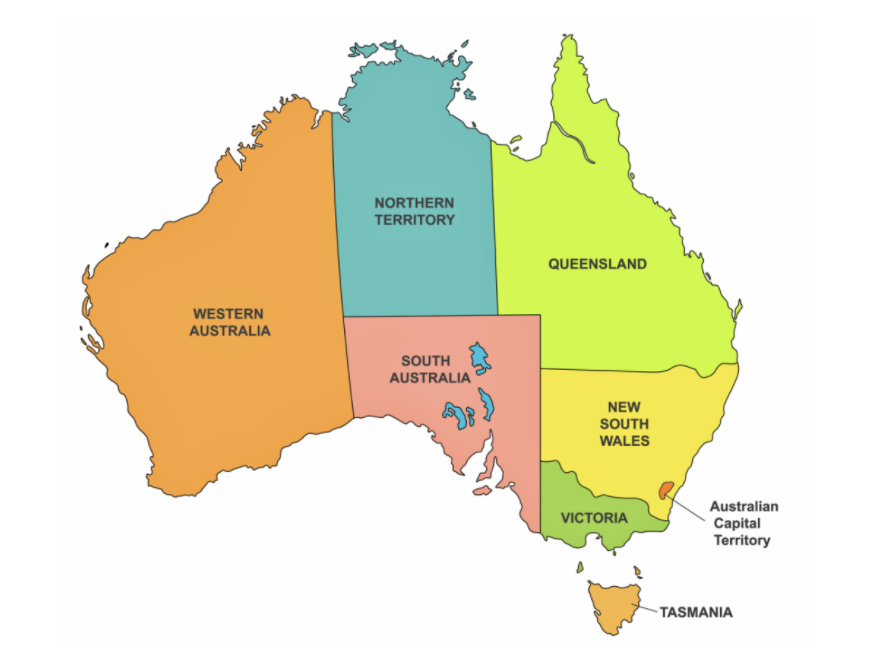 NORTHERN
TERRITORY
QUEENSLAND
WESTERN
AUSTRALIA
SOUTH
AUSTRALIA
NEW
SOUTH
WALES
Australian
Capital
Territory
VICTORIA
TASMANIA